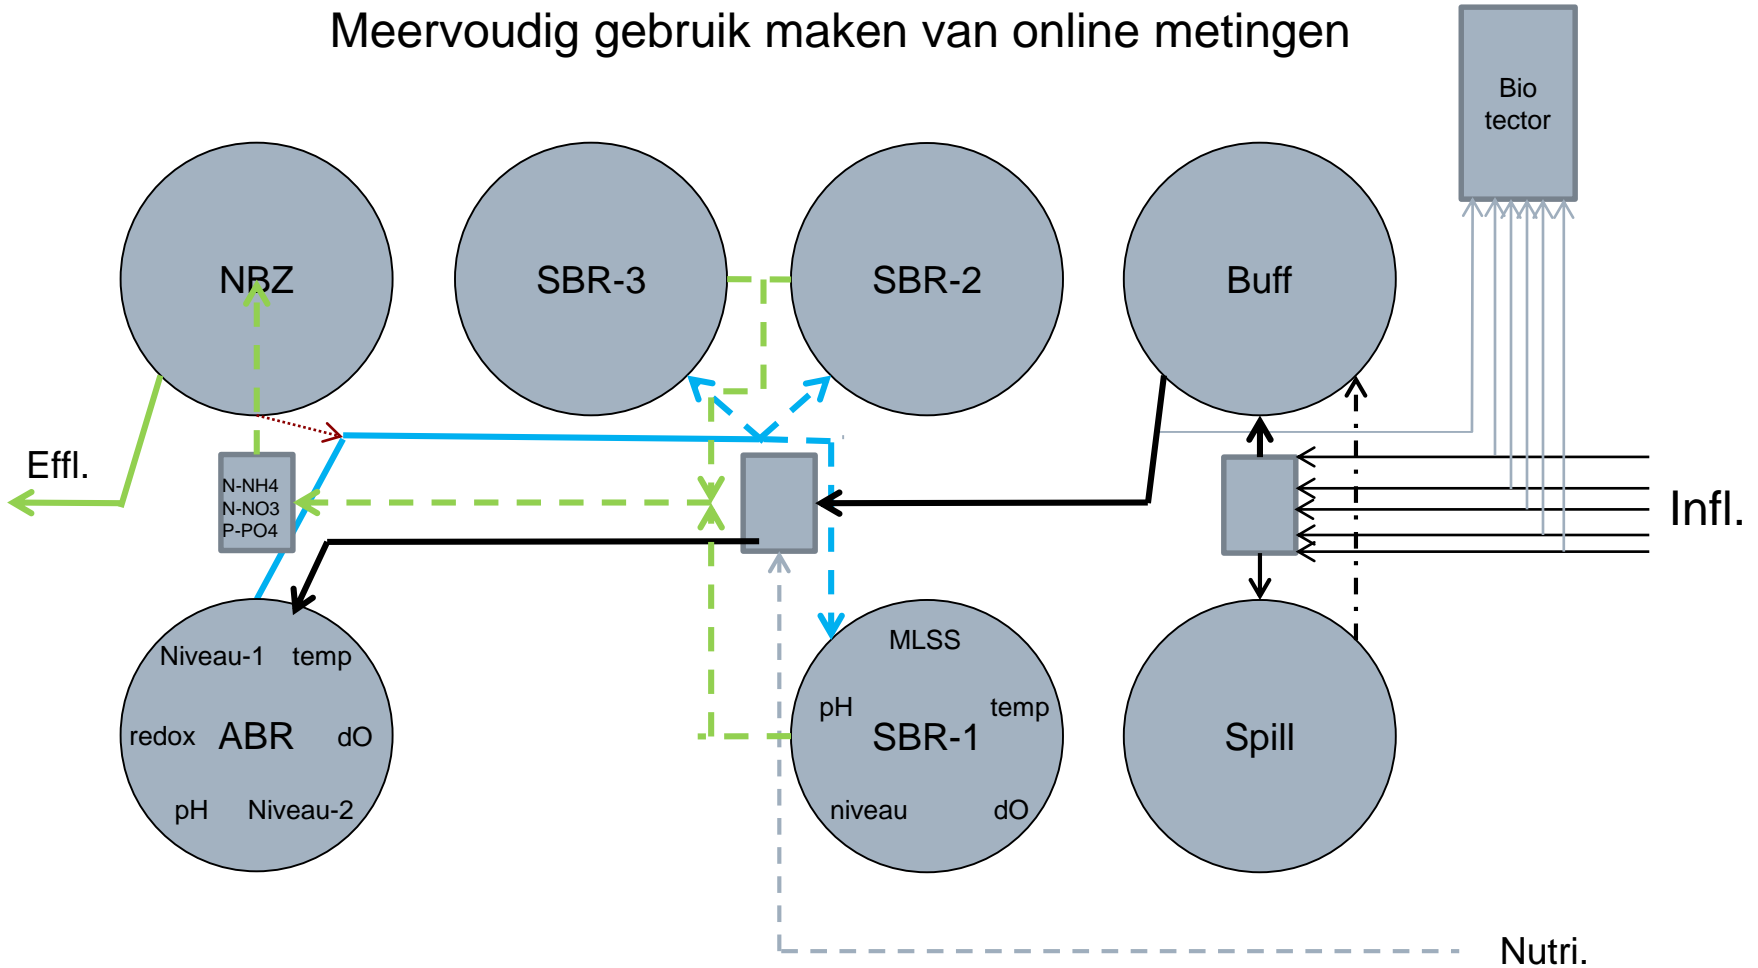 Meervoudig gebruik maken van online metingen
Bio
tector
NBZ
SBR-3
SBR-2
Buff
Effl.
N-NH4
N-NO3
P-PO4
Infl.
Niveau-1 temp
redox ABR dO
pH Niveau-2
MLSS
pH temp
SBR-1
niveau dO
Spill
Nutri.